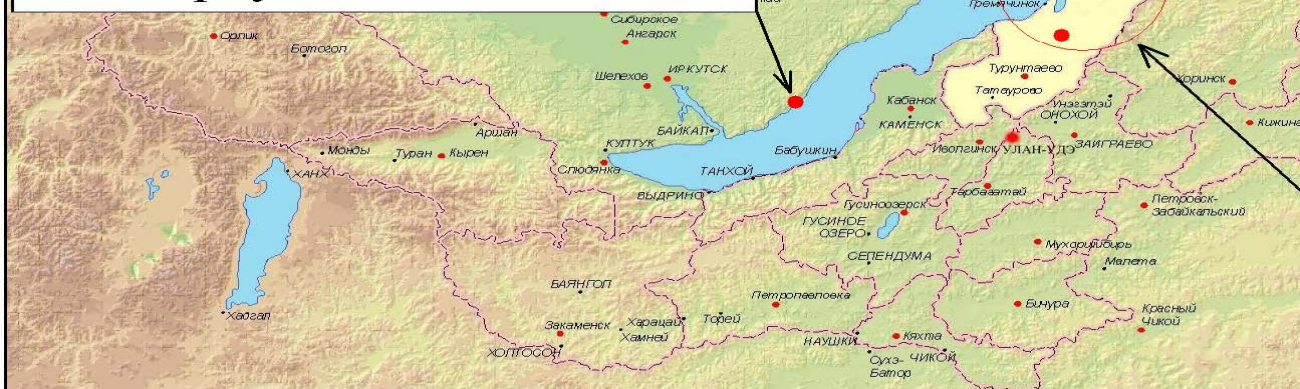 Гремячинск
Сибирское
Ангарск
Орлик
Ботогол
Шелехов
ИРКУТСК
Турунтаево
Татаурово
Хоринск
Кабанск
КАМЕНСК
Унэгэтэй
ОНОХОЙ
Кижинга
БАЙКАЛ
Аршан
КУЛТУК
Монды
Туран
Кырен
Бабушкин
Иволгинск
УЛАН-УДЭ
ЗАИГРАЕВО
Слюдянка
ТАНХОЙ
ХАНХ
ВЫДРИНО
Тарбагатай
Гусиноозерск
Петровск-
Забайкальский
ГУСИНОЕ
ОЗЕРО
Мухоршибирь
СЕЛЕНДУМА
Малета
БАЯНГОЛ
Петропавловка
Бичура
Красный
Чикой
Хадгал
Закаменск
Харацай
Хамней
Торей
НАУШКИ
Кяхта
ХОЛТОСОН
Сухэ-
Батор
ЧИКОЙ